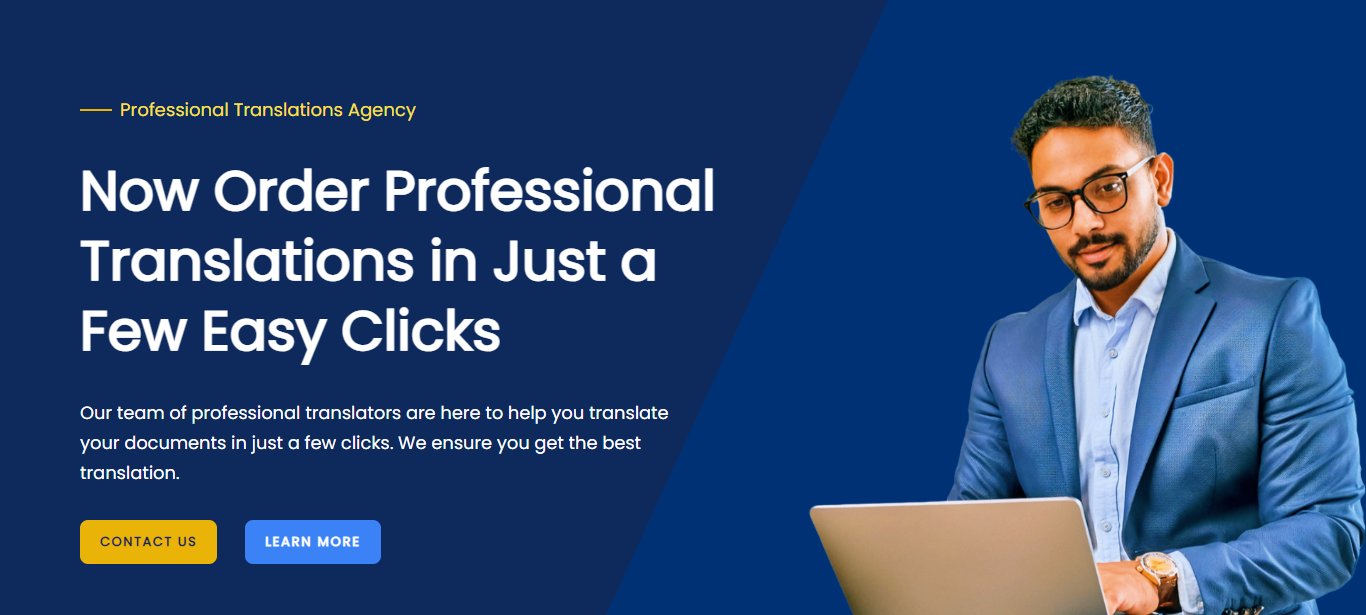 Professional Translations Agency
Now Order Professional
Translations in Just a
Few Easy Clicks
Our team of professional translators are here to help you translate
your documents in just a few clicks. We ensure you get the best
translation.
CONTACT US
LEARN MORE